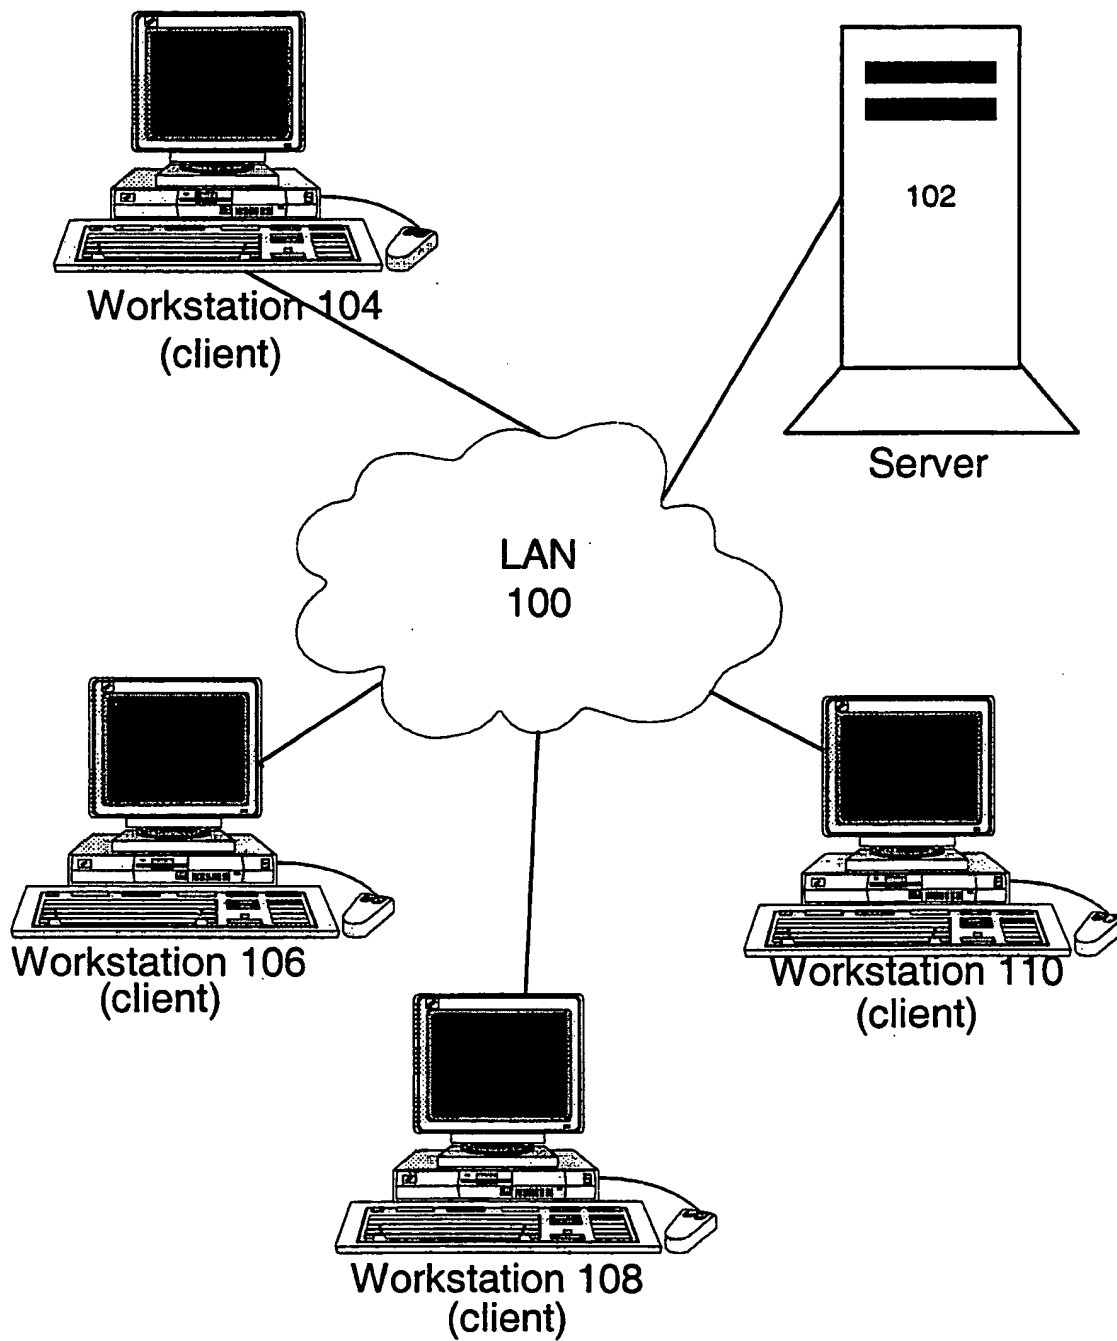 102
Workstation 104
(client)
Server
LAN
100
Workstation 106
(client)
Workstation 110
(client)
Workstation 108
(client)